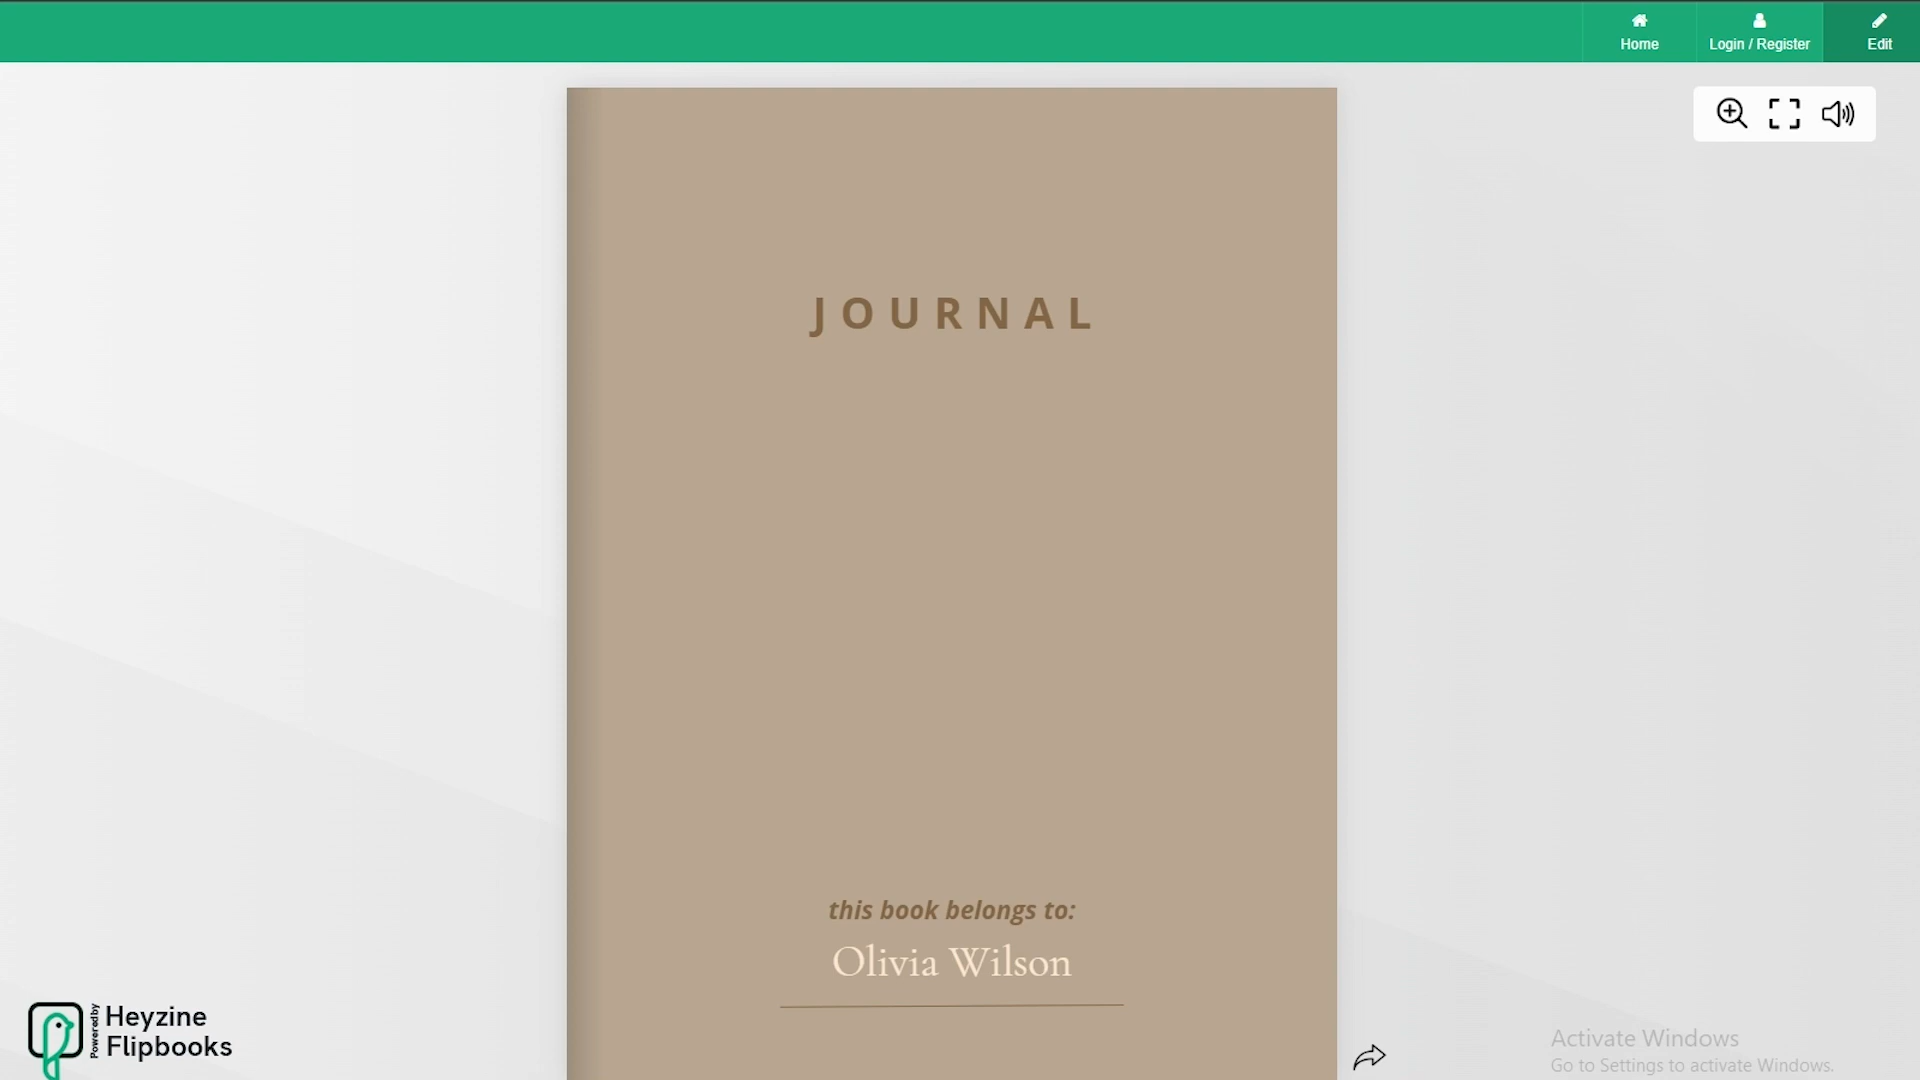 Home
Login / Register
Edit
JOURNAL
this book belongs to:
Olivia Wilson
Powered by
Heyzine
Flipbooks
Activate Windows
Go to Settings to activate Windows.